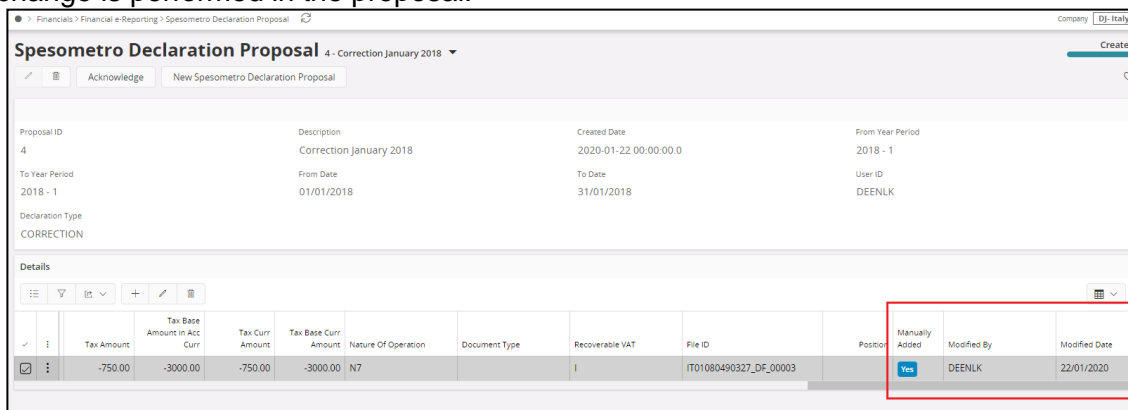 change is performed in the proposal.
> Financials > Financial e-Reporting > Spesometro Declaration Proposal
Company DJ- Italy
Spesometro Declaration Proposal 4 - Correction January 2018
Create
Acknowledge New Spesometro Declaration Proposal
Proposal ID Description Created Date From Year Period
4 Correction January 2018 2020-01-22 00:00:00.0 2018 - 1
To Year Period From Date To Date User ID
2018 - 1 01/01/2018 31/01/2018 DEENLK
Declaration Type
CORRECTION
Details
Tax Amount Tax Base Amount in Acc Curr Tax Curr Amount Tax Base Curr Amount Nature Of Operation Document Type Recoverable VAT File ID Position Manually Added Modified By Modified Date
-750.00 -3000.00 -750.00 -3000.00 N7 I IT01080490327_DF_00003 Yes DEENLK 22/01/2020